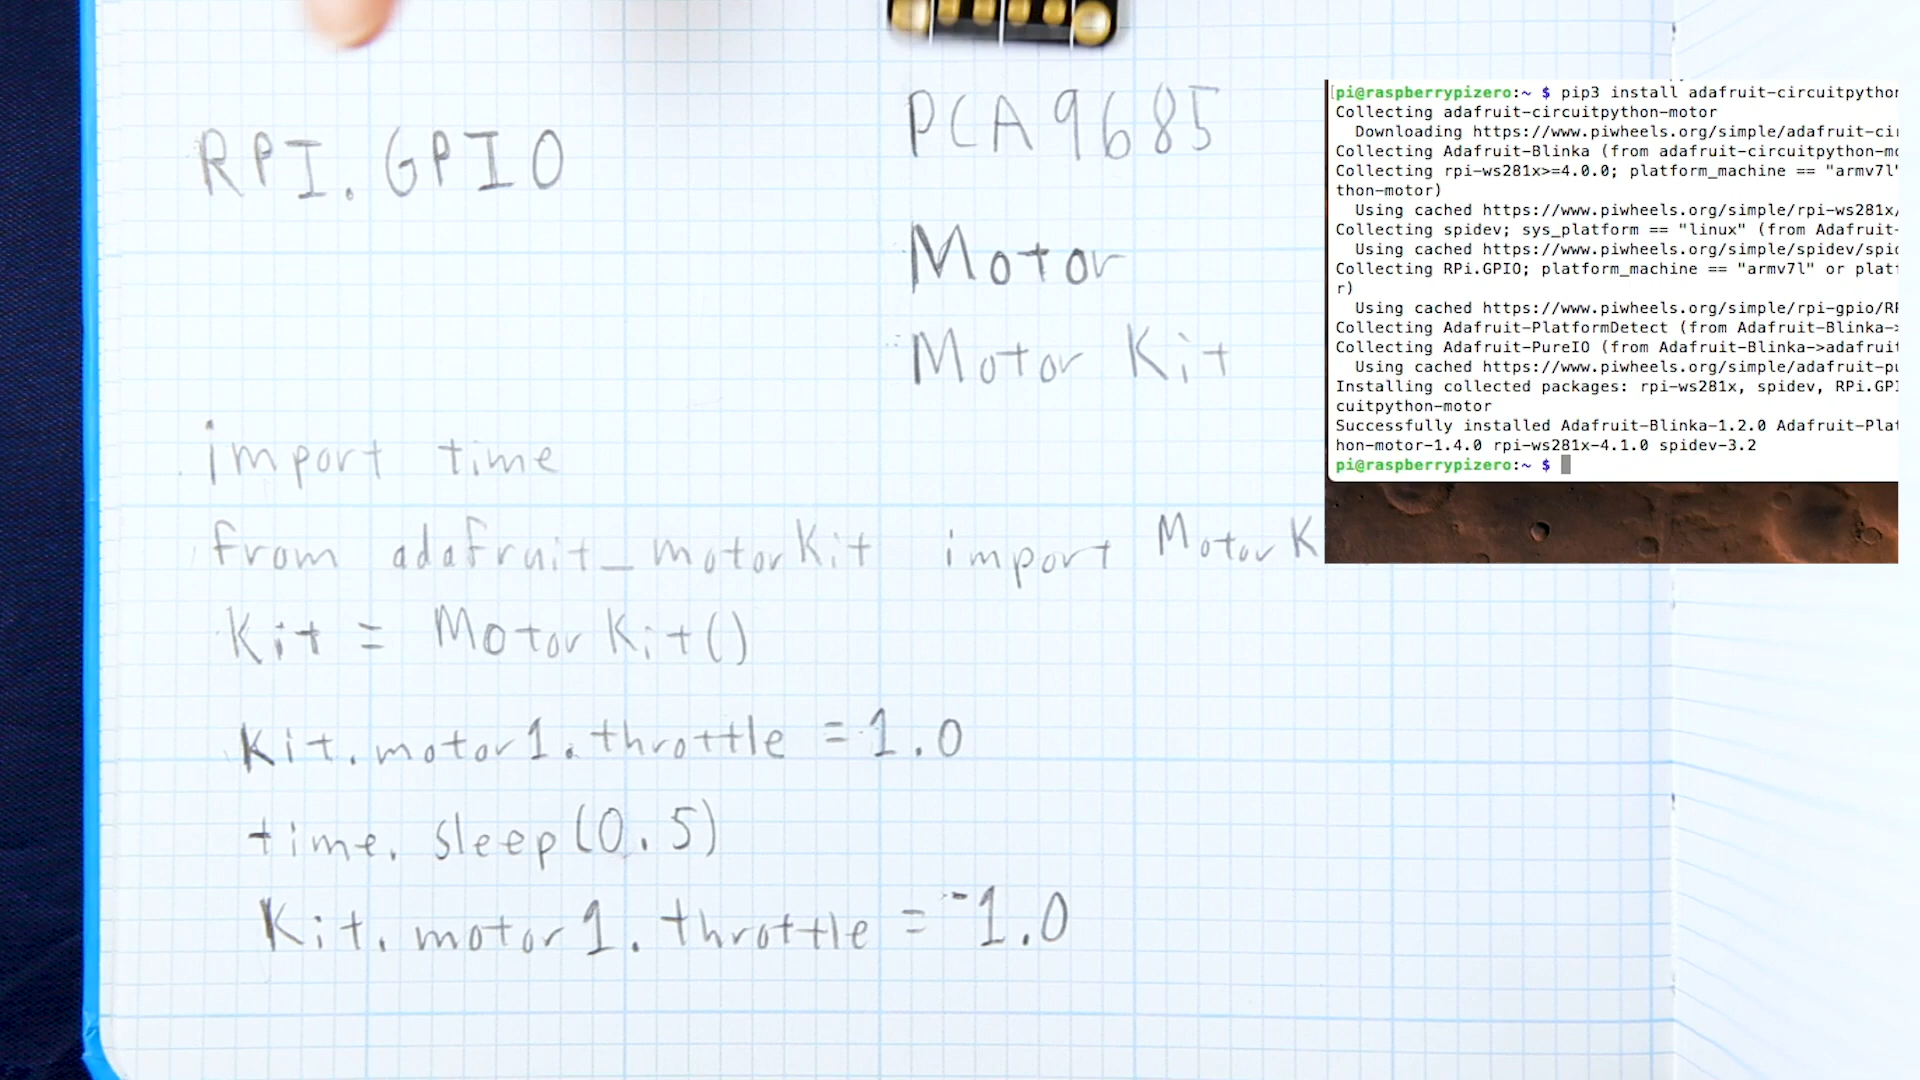 RPI.GPIO
PCA9685
Motor
Motor Kit
import time
from adafruit_motorKit import MotorK
Kit = MotorKit()
Kit.motor1.throttle = 1.0
time.sleep(0.5)
Kit.motor1.throttle = -1.0
pi@raspberrypizero:~ $ pip3 install adafruit-circuitpython
Collecting adafruit-circuitpython-motor
Downloading https://www.piwheels.org/simple/adafruit-ci
Collecting Adafruit-Blinka (from adafruit-circuitpython-mo
Collecting rpi-ws281x>=4.0.0; platform_machine == "armv7l"
thon-motor)
Using cached https://www.piwheels.org/simple/rpi-ws281x/
Collecting spidev; sys_platform == "linux" (from Adafruit-
Using cached https://www.piwheels.org/simple/spidev/spid
Collecting RPi.GPIO; platform_machine == "armv7l" or platf
r)
Using cached https://www.piwheels.org/simple/rpi-gpio/RP
Collecting Adafruit-PlatformDetect (from Adafruit-Blinka->
Collecting Adafruit-PureIO (from Adafruit-Blinka->adafruit
Using cached https://www.piwheels.org/simple/adafruit-pu
Installing collected packages: rpi-ws281x, spidev, RPi.GPI
cuitpython-motor
Successfully installed Adafruit-Blinka-1.2.0 Adafruit-Plat
hon-motor-1.4.0 rpi-ws281x-4.1.0 spidev-3.2
pi@raspberrypizero:~ $